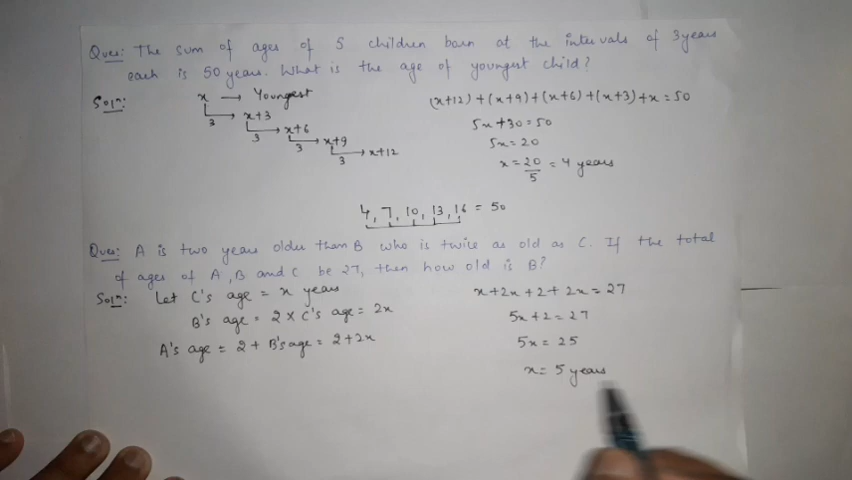 Ques: The sum of ages of 5 children born at the intervals of 3 years
each is 50 years. What is the age of youngest child?
Soln: x → Youngest
3 x+3
3 x+6
3 x+9
3 x+12
(x+12)+(x+9)+(x+6)+(x+3)+x=50
5x+30=50
5x=20
x=20/5=4 years
4, 7, 10, 13, 16 = 50
Ques: A is two years older than B who is twice as old as C. If the total
of ages of A, B and C be 27, then how old is B?
Soln: Let C's age = x years
B's age = 2 × C's age = 2x
A's age = 2 + B's age = 2+2x
x+2x+2+2x=27
5x+2=27
5x=25
x=5 years